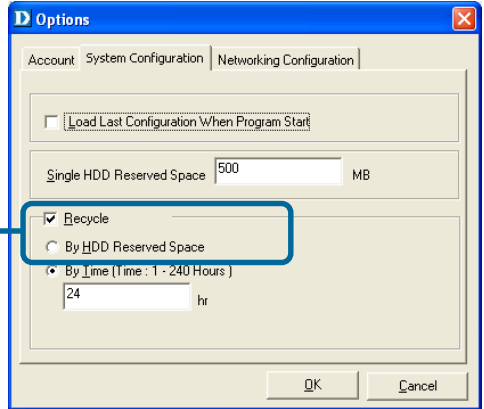 D Options
Account System Configuration Networking Configuration
Load Last Configuration When Program Start
Single HDD Reserved Space 500 MB
Recycle
By HDD Reserved Space
By Time (Time : 1 - 240 Hours )
24 hr
OK Cancel